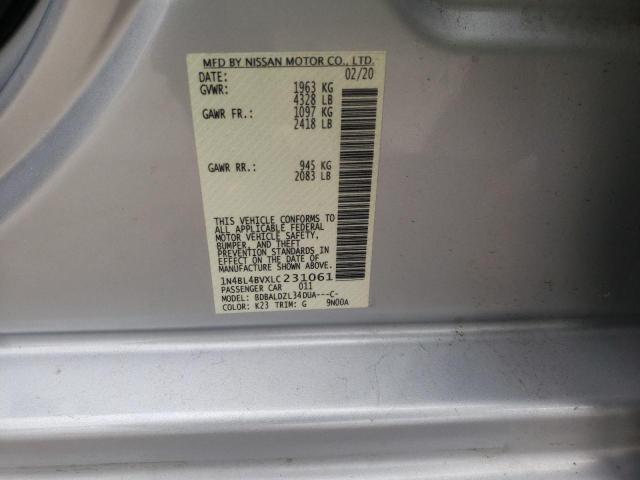 MFD BY NISSAN MOTOR CO., LTD.
DATE: 02/20
GVWR: 1963 KG
4328 LB
GAWR FR.: 1097 KG
2418 LB
GAWR RR.: 945 KG
2083 LB
THIS VEHICLE CONFORMS TO
ALL APPLICABLE FEDERAL
MOTOR VEHICLE SAFETY,
BUMPER, AND THEFT
PREVENTION STANDARDS IN
EFFECT ON THE DATE OF
MANUFACTURE SHOWN ABOVE.
1N4BL4BVXLC231061
PASSENGER CAR 011
MODEL: BDBALDZL34DUA---C-
COLOR: K23 TRIM: G 9N00A